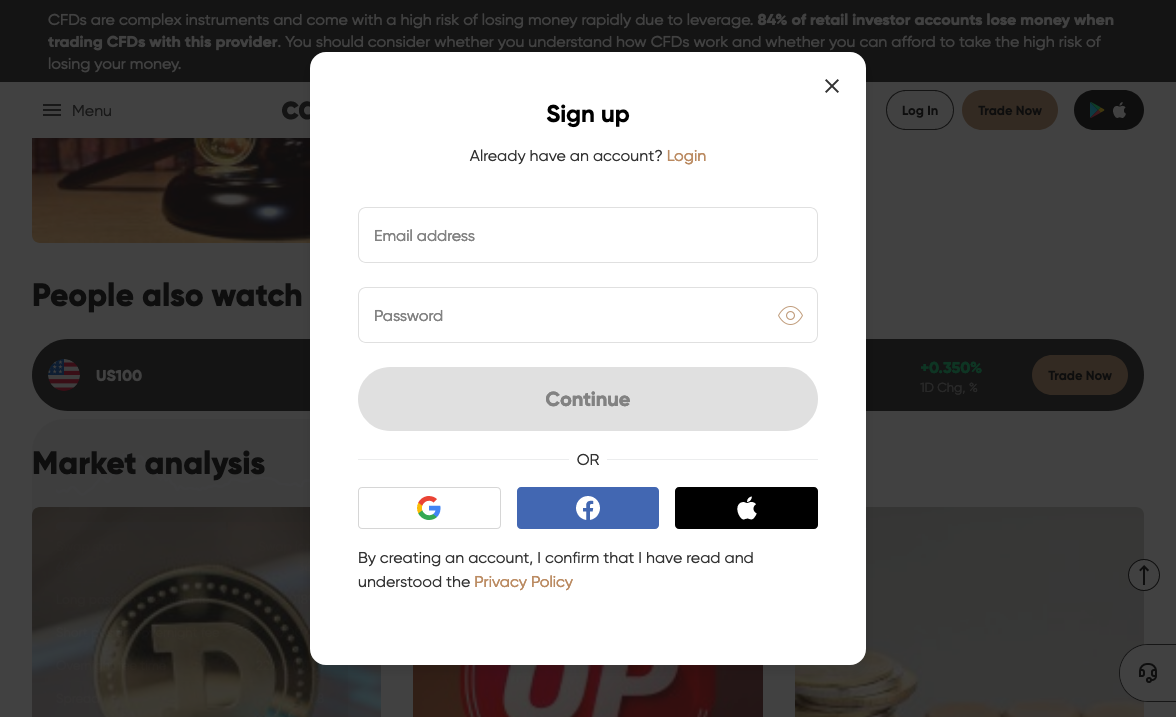 CFDs are complex instruments and come with a high risk of losing money rapidly due to leverage. 84% of retail investor accounts lose money when
trading CFDs with this provider. You should consider whether you understand how CFDs work and whether you can afford to take the high risk of
losing your money.
Menu
Log In
Trade Now
Sign up
Already have an account? Login
Email address
Password
Continue
OR
By creating an account, I confirm that I have read and
understood the Privacy Policy
People also watch
US100
+0.350%
1D Chg, %
Trade Now
Market analysis
UP